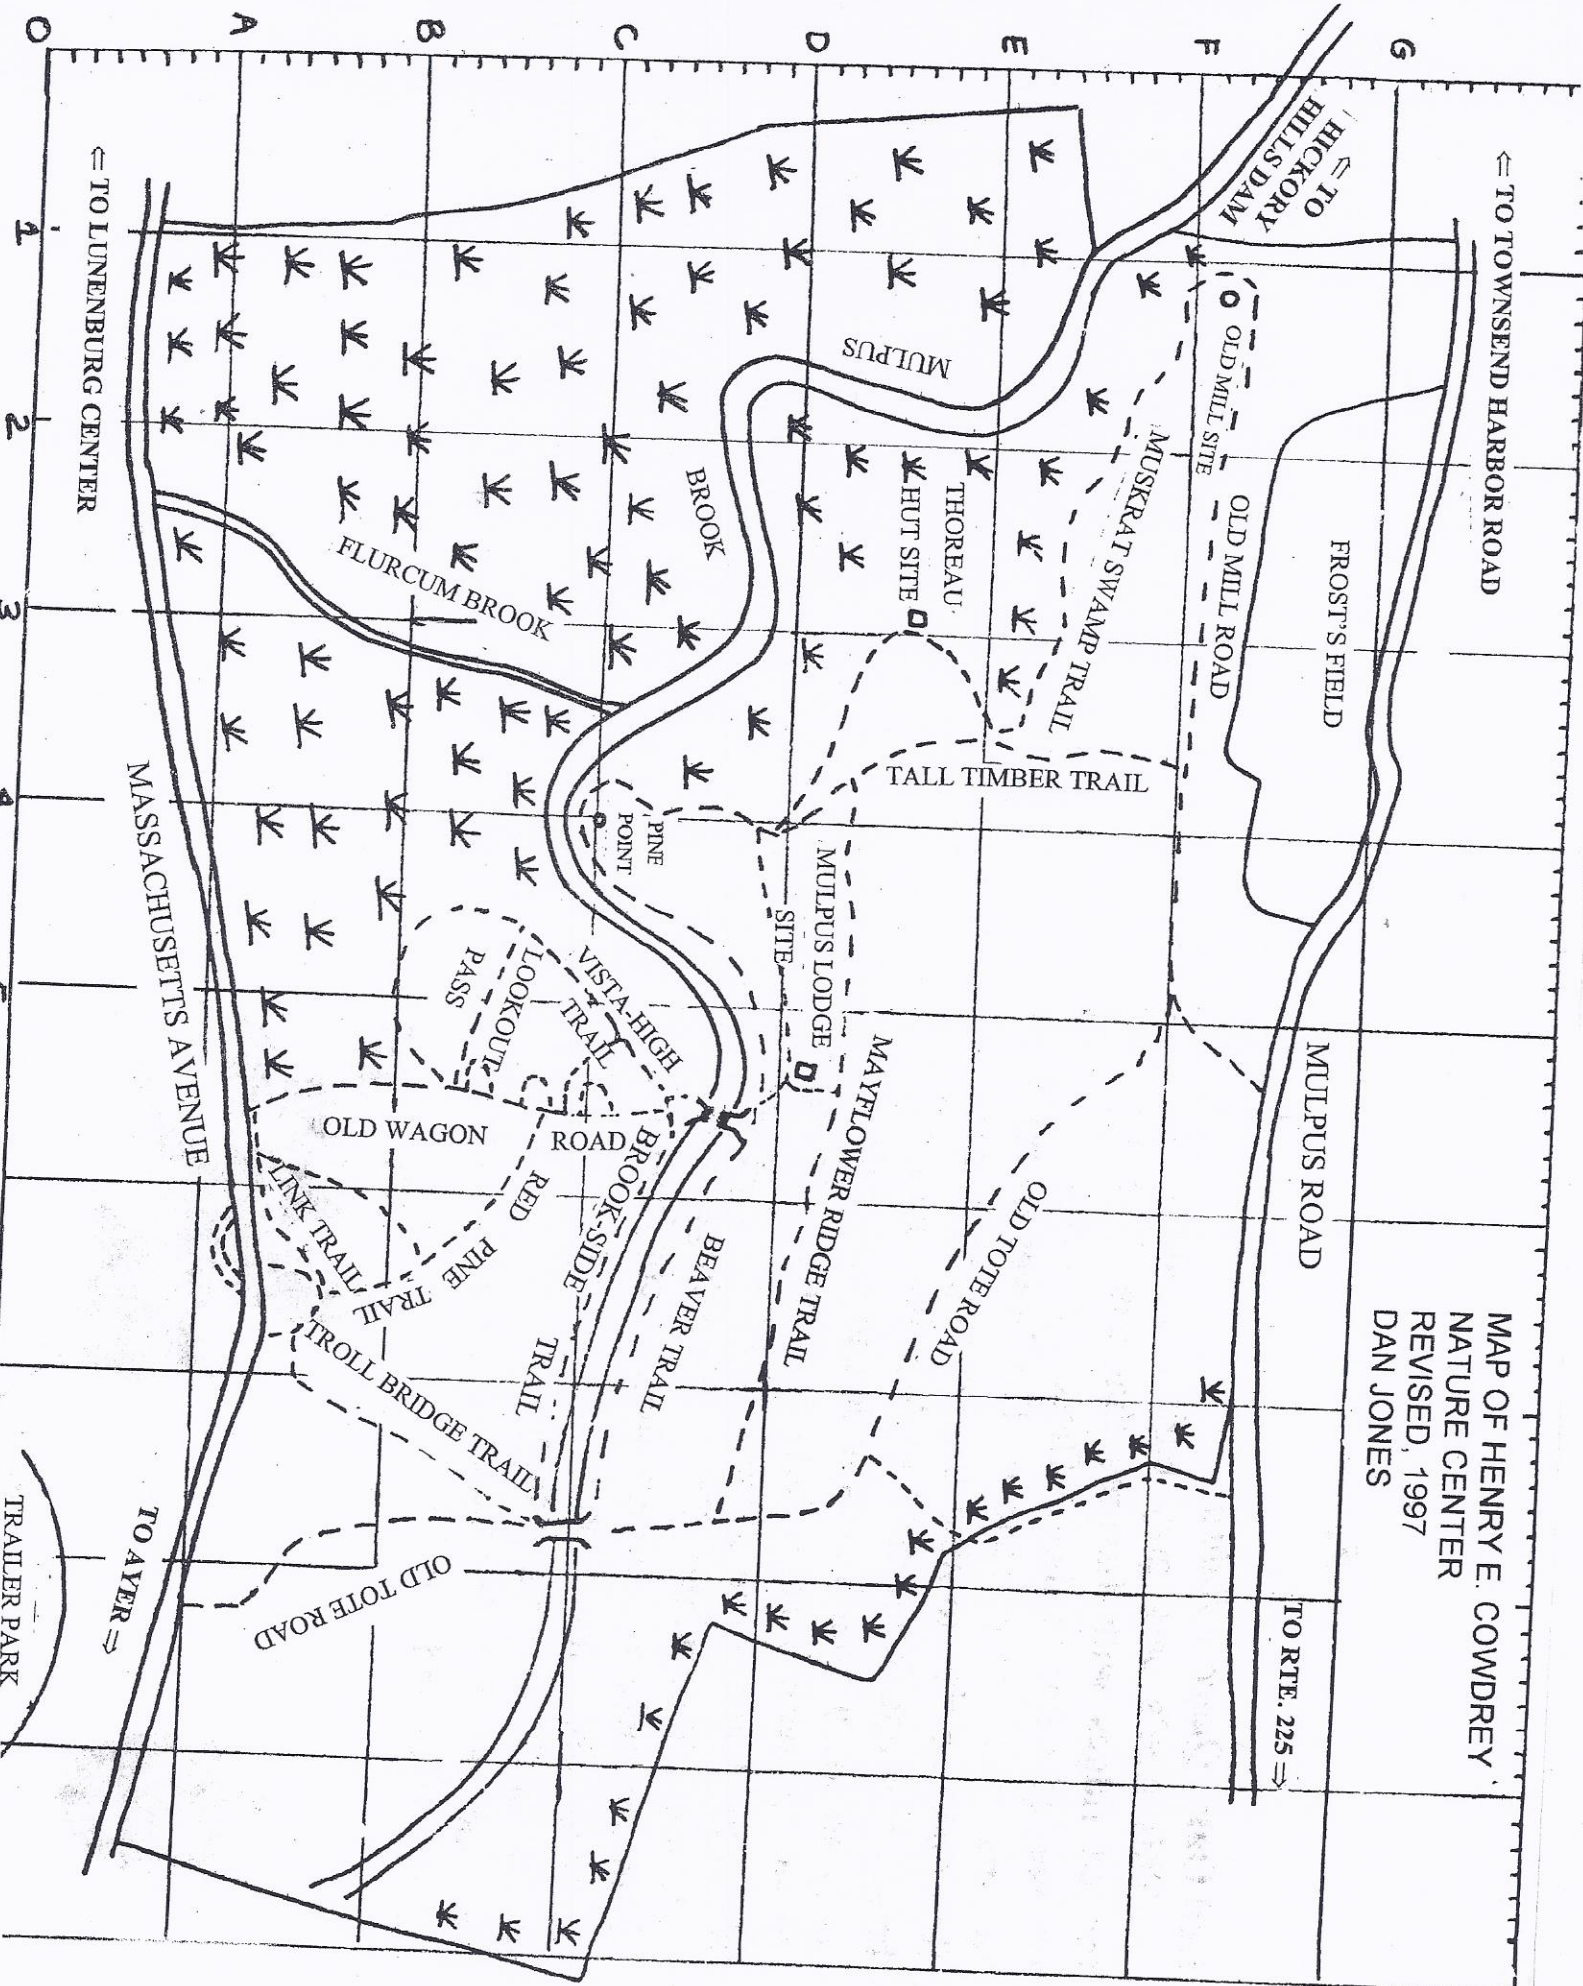 MAP OF HENRY E. COWDREY
NATURE CENTER
REVISED, 1997
DAN JONES
⇐ TO TOWNSEND HARBOR ROAD
TO RTE. 225 ⇒
MULPUS ROAD
FROST'S FIELD
⇐ TO
HICKORY
HILLS DAM
OLD MILL SITE
OLD MILL ROAD
MUSKRAT SWAMP TRAIL
TALL TIMBER TRAIL
THOREAU
HUT SITE
MULPUS
BROOK
FLURCUM BROOK
PINE
POINT
MULPUS LODGE
SITE
MAYFLOWER RIDGE TRAIL
OLD TOTE ROAD
BEAVER TRAIL
BROOK-SIDE
TRAIL
VISTA-HIGH
TRAIL
LOOKOUT
PASS
OLD WAGON
ROAD
RED
PINE
TRAIL
LINK TRAIL
TROLL BRIDGE TRAIL
OLD TOTE ROAD
⇐ TO LUNENBURG CENTER
MASSACHUSETTS AVENUE
TO AYER ⇒
TRAILER PARK
O
A
B
C
D
E
F
G
1
2
3
4